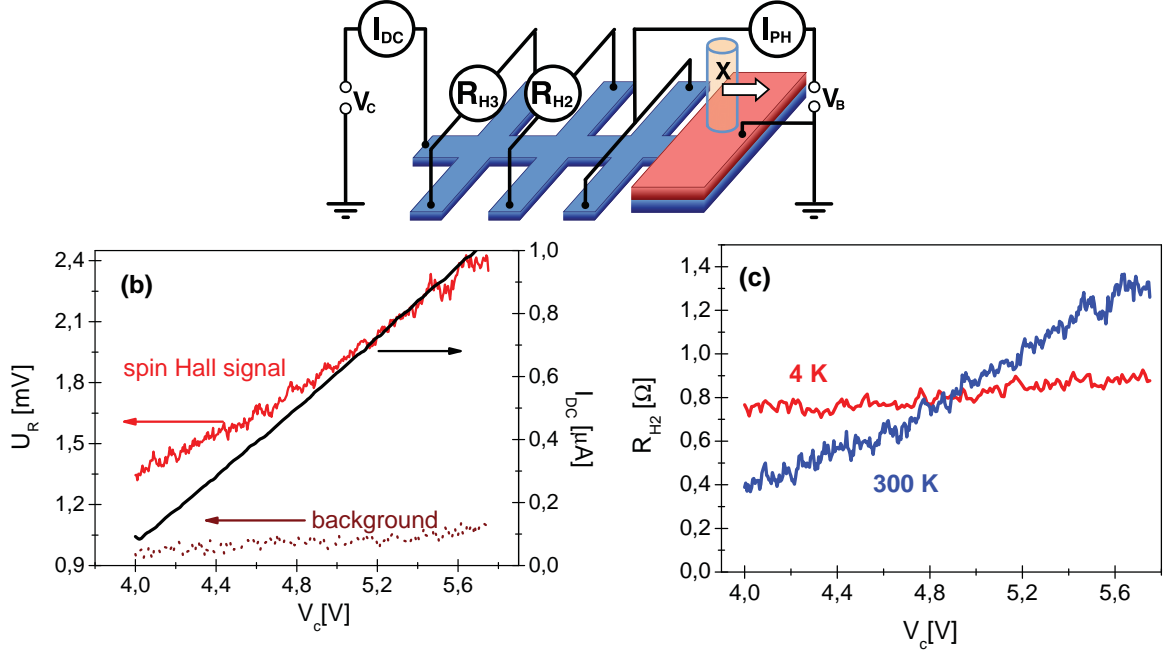 I_DC
I_PH
X
R_H3
R_H2
V_C
V_B
(b)
2,4
2,1
1,8
1,5
1,2
0,9
U_R [mV]
spin Hall signal
background
1,0
0,8
0,6
0,4
0,2
0,0
I_DC [µA]
4,0 4,4 4,8 5,2 5,6
V_c[V]
(c)
1,4
1,2
1,0
0,8
0,6
0,4
0,2
0,0
R_H2 [Ω]
4 K
300 K
4,0 4,4 4,8 5,2 5,6
V_c[V]